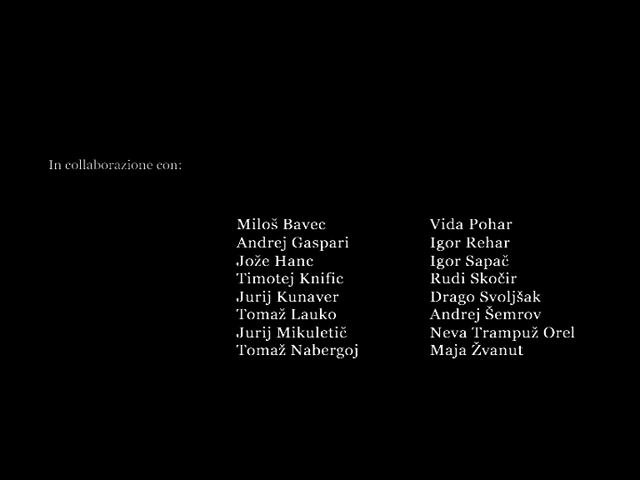 In collaborazione con:
Miloš Bavec
Andrej Gaspari
Jože Hanc
Timotej Knific
Jurij Kunaver
Tomaž Lauko
Jurij Mikuletič
Tomaž Nabergoj
Vida Pohar
Igor Rehar
Igor Sapač
Rudi Skočir
Drago Svoljšak
Andrej Šemrov
Neva Trampuž Orel
Maja Žvanut